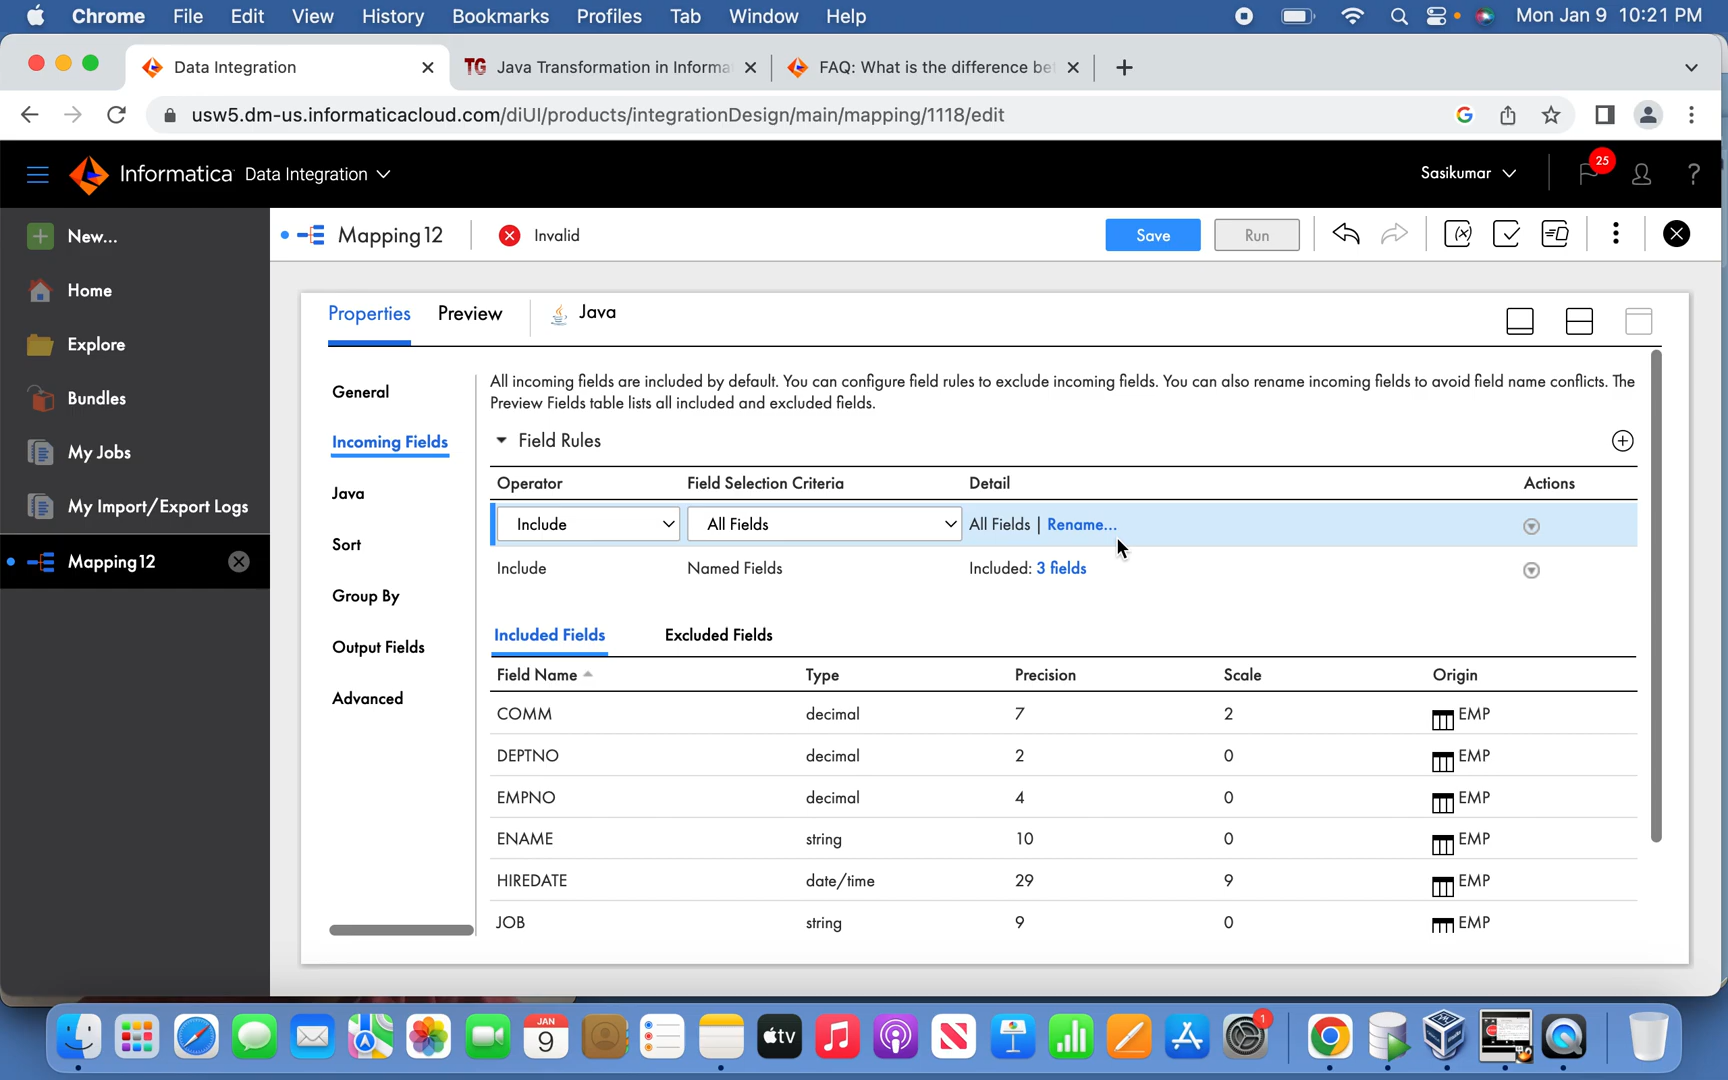 Chrome File Edit View History Bookmarks Profiles Tab Window Help Mon Jan 9 10:21 PM
Data Integration TG Java Transformation in Informa FAQ: What is the difference be
usw5.dm-us.informaticacloud.com/diUI/products/integrationDesign/main/mapping/1118/edit
Informatica Data Integration Sasikumar 25 ?
New... Mapping12 Invalid Save Run
Home
Explore
Bundles
My Jobs
My Import/Export Logs
Mapping12
Properties Preview Java
General
Incoming Fields
Java
Sort
Group By
Output Fields
Advanced
All incoming fields are included by default. You can configure field rules to exclude incoming fields. You can also rename incoming fields to avoid field name conflicts. The
Preview Fields table lists all included and excluded fields.
Field Rules
Operator Field Selection Criteria Detail Actions
Include All Fields All Fields | Rename...
Include Named Fields Included: 3 fields
Included Fields Excluded Fields
Field Name Type Precision Scale Origin
COMM decimal 7 2 EMP
DEPTNO decimal 2 0 EMP
EMPNO decimal 4 0 EMP
ENAME string 10 0 EMP
HIREDATE date/time 29 9 EMP
JOB string 9 0 EMP
JAN
9
tv
1